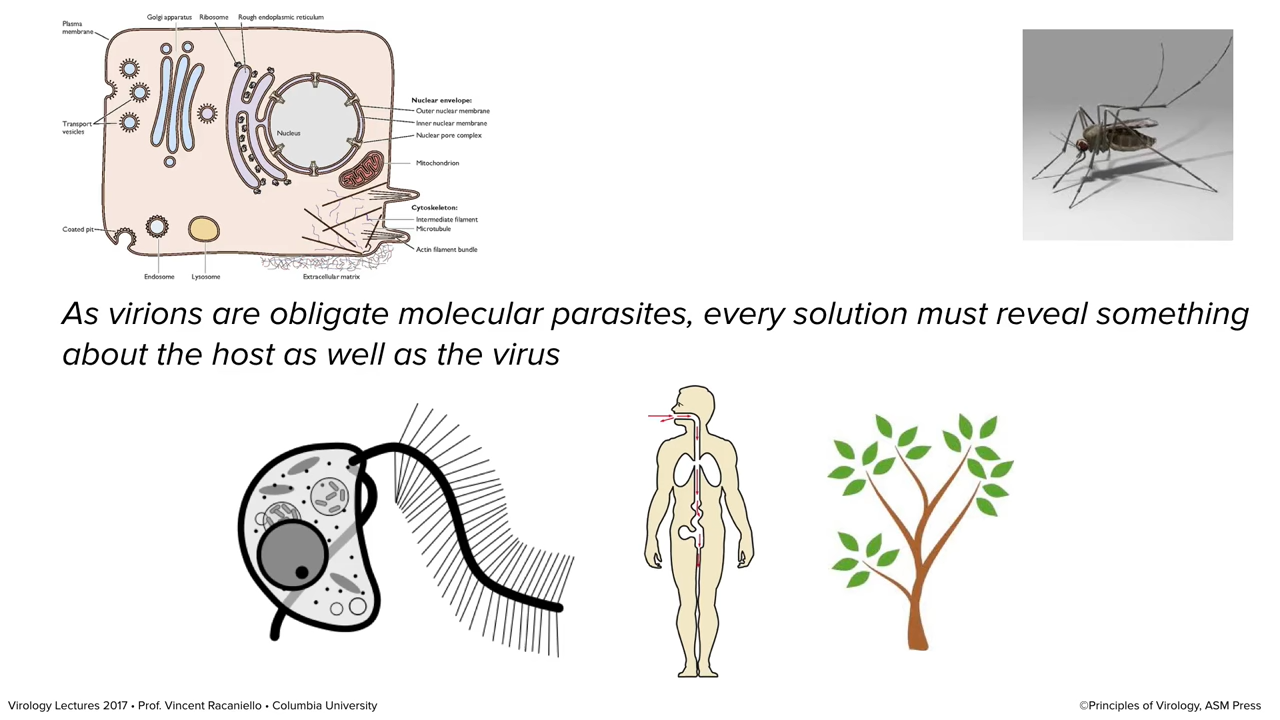 Golgi apparatus Ribosome Rough endoplasmic reticulum
Plasma
membrane
Nuclear envelope:
Outer nuclear membrane
Inner nuclear membrane
Nuclear pore complex
Transport
vesicles
Nucleus
Mitochondrion
Cytoskeleton:
Intermediate filament
Microtubule
Actin filament bundle
Coated pit
Endosome Lysosome Extracellular matrix
As virions are obligate molecular parasites, every solution must reveal something
about the host as well as the virus
Virology Lectures 2017 • Prof. Vincent Racaniello • Columbia University
©Principles of Virology, ASM Press